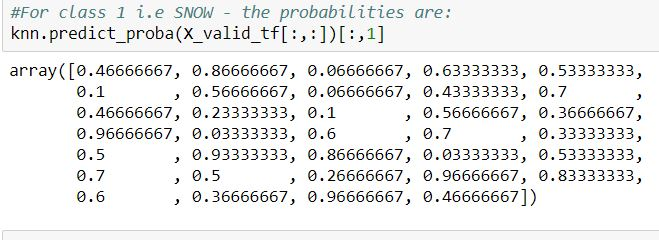 #For class 1 i.e SNOW - the probabilities are:
knn.predict_proba(X_valid_tf[:,:])[:,1]
array([0.46666667, 0.86666667, 0.06666667, 0.63333333, 0.53333333,
       0.1       , 0.56666667, 0.06666667, 0.43333333, 0.7       ,
       0.46666667, 0.23333333, 0.1       , 0.56666667, 0.36666667,
       0.96666667, 0.03333333, 0.6       , 0.7       , 0.33333333,
       0.5       , 0.93333333, 0.86666667, 0.03333333, 0.53333333,
       0.7       , 0.5       , 0.26666667, 0.96666667, 0.83333333,
       0.6       , 0.36666667, 0.96666667, 0.46666667])